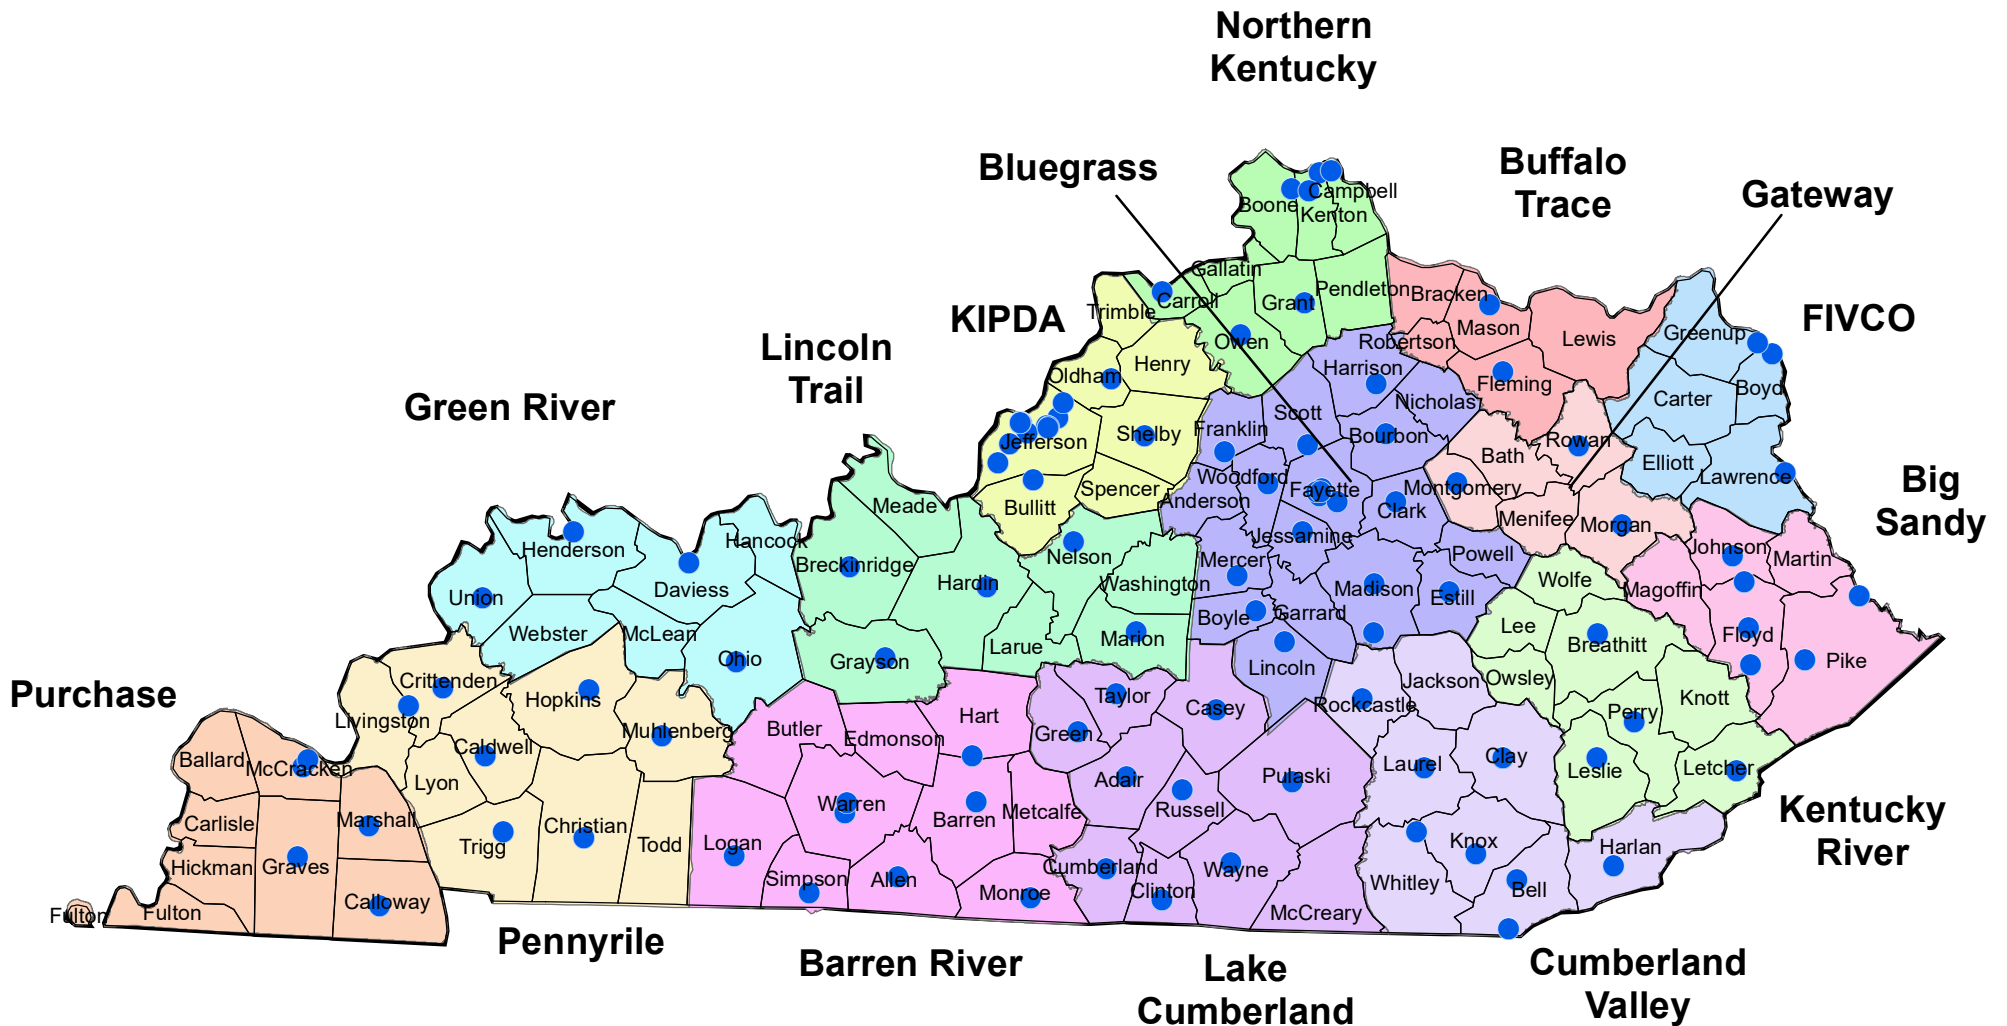 Northern
Kentucky
Bluegrass
Buffalo
Trace
Gateway
KIPDA
FIVCO
Lincoln
Trail
Green River
Big
Sandy
Purchase
Kentucky
River
Pennyrile
Barren River
Lake
Cumberland
Cumberland
Valley
Boone
Campbell
Kenton
Gallatin
Carroll
Grant
Pendleton
Owen
Trimble
Henry
Oldham
Jefferson
Shelby
Bullitt
Spencer
Bracken
Mason
Lewis
Robertson
Fleming
Greenup
Carter
Boyd
Elliott
Lawrence
Harrison
Nicholas
Scott
Bourbon
Franklin
Woodford
Fayette
Anderson
Clark
Jessamine
Mercer
Powell
Madison
Estill
Boyle
Garrard
Lincoln
Rowan
Bath
Montgomery
Menifee
Morgan
Johnson
Martin
Magoffin
Floyd
Pike
Wolfe
Lee
Breathitt
Owsley
Knott
Perry
Leslie
Letcher
Meade
Breckinridge
Hardin
Nelson
Washington
Larue
Marion
Grayson
Hancock
Henderson
Daviess
Union
Webster
McLean
Ohio
Crittenden
Livingston
Hopkins
Caldwell
Muhlenberg
Lyon
Trigg
Christian
Todd
Ballard
McCracken
Carlisle
Marshall
Hickman
Graves
Fulton
Fulton
Calloway
Butler
Edmonson
Hart
Warren
Barren
Metcalfe
Logan
Simpson
Allen
Monroe
Taylor
Green
Casey
Adair
Russell
Pulaski
Cumberland
Clinton
Wayne
McCreary
Rockcastle
Jackson
Laurel
Clay
Knox
Whitley
Bell
Harlan